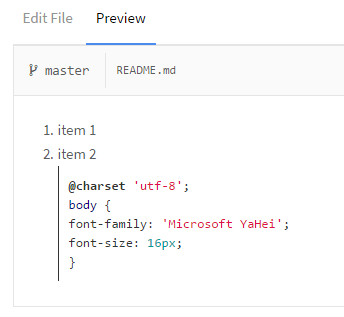 Edit File Preview
master README.md
1. item 1
2. item 2
@charset 'utf-8';
body {
font-family: 'Microsoft YaHei';
font-size: 16px;
}